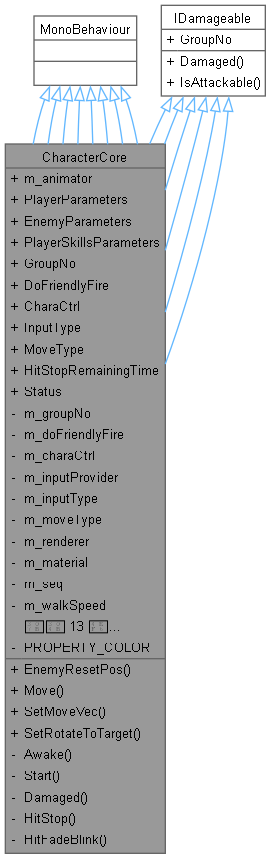 MonoBehaviour
IDamageable
+ GroupNo
+ Damaged()
+ IsAttackable()
CharacterCore
+ m_animator
+ PlayerParameters
+ EnemyParameters
+ PlayerSkillsParameters
+ GroupNo
+ DoFriendlyFire
+ CharaCtrl
+ InputType
+ MoveType
+ HitStopRemainingTime
+ Status
- m_groupNo
- m_doFriendlyFire
- m_charaCtrl
- m_inputProvider
- m_inputType
- m_moveType
- m_renderer
- m_material
- m_seq
- m_walkSpeed
13 ...
- PROPERTY_COLOR
+ EnemyResetPos()
+ Move()
+ SetMoveVec()
+ SetRotateToTarget()
- Awake()
- Start()
- Damaged()
- HitStop()
- HitFadeBlink()